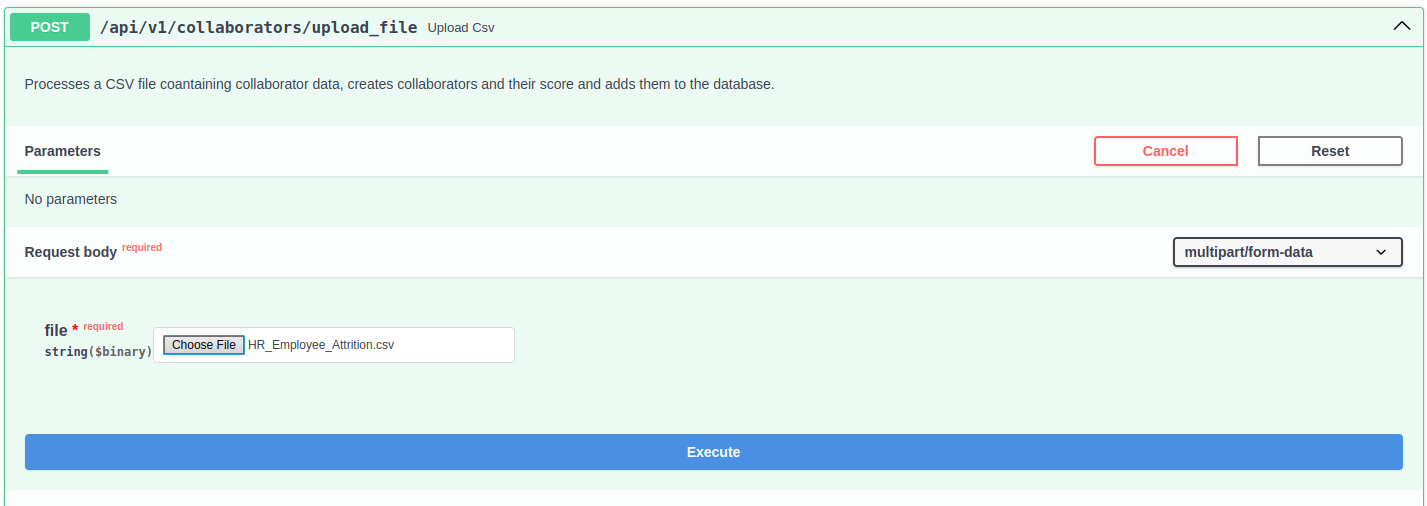 POST /api/v1/collaborators/upload_file Upload Csv
Processes a CSV file coantaining collaborator data, creates collaborators and their score and adds them to the database.
Parameters Cancel Reset
No parameters
Request body required multipart/form-data
file * required
string($binary) Choose File HR_Employee_Attrition.csv
Execute